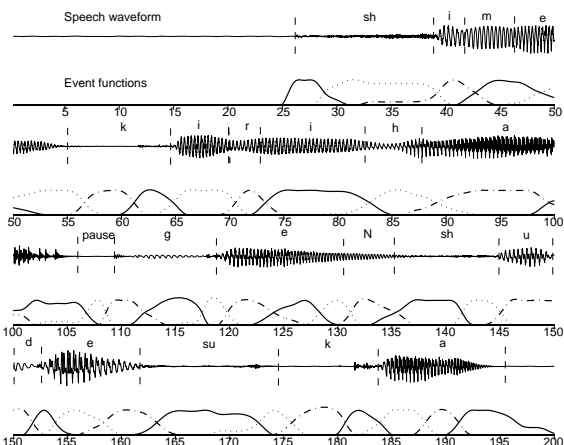 Speech waveform sh i m e
Event functions
5 10 15 20 25 30 35 40 45 50
k i r i h a
50 55 60 65 70 75 80 85 90 95 100
pause g e N sh u
100 105 110 115 120 125 130 135 140 145 150
d e su k a
150 155 160 165 170 175 180 185 190 195 200